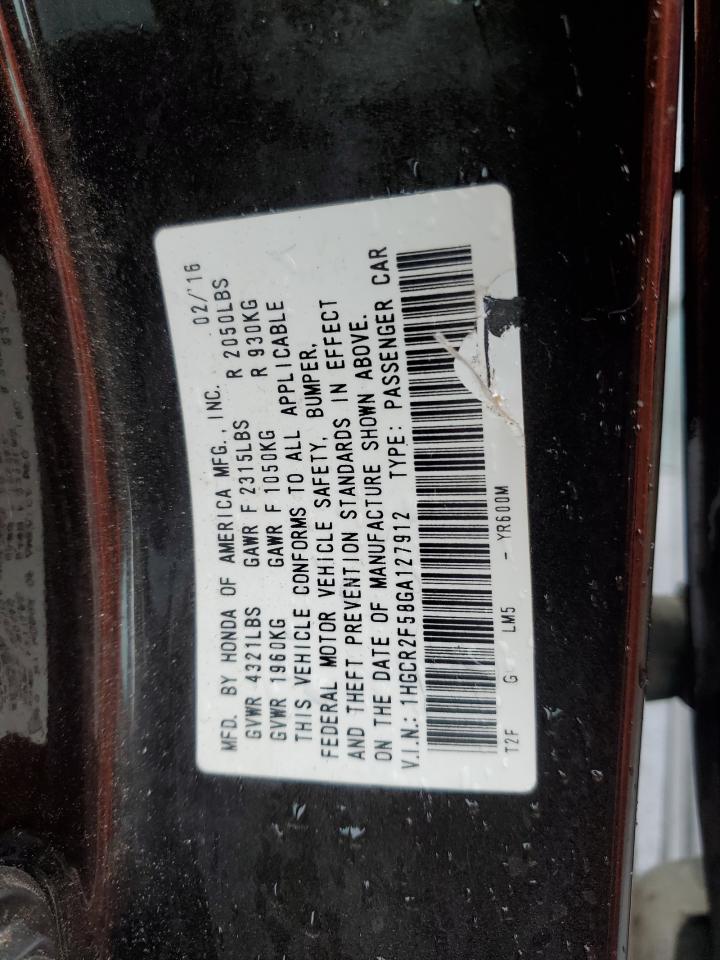 MFD. BY HONDA OF AMERICA MFG., INC. 02/'16
GVWR 4321LBS GAWR F 2315LBS R 2050LBS
GVWR 1960KG GAWR F 1050KG R 930KG
THIS VEHICLE CONFORMS TO ALL APPLICABLE
FEDERAL MOTOR VEHICLE SAFETY, BUMPER,
AND THEFT PREVENTION STANDARDS IN EFFECT
ON THE DATE OF MANUFACTURE SHOWN ABOVE.
V.I.N.: 1HGCR2F58GA127912 TYPE: PASSENGER CAR
T2F G LM5 - YR600M